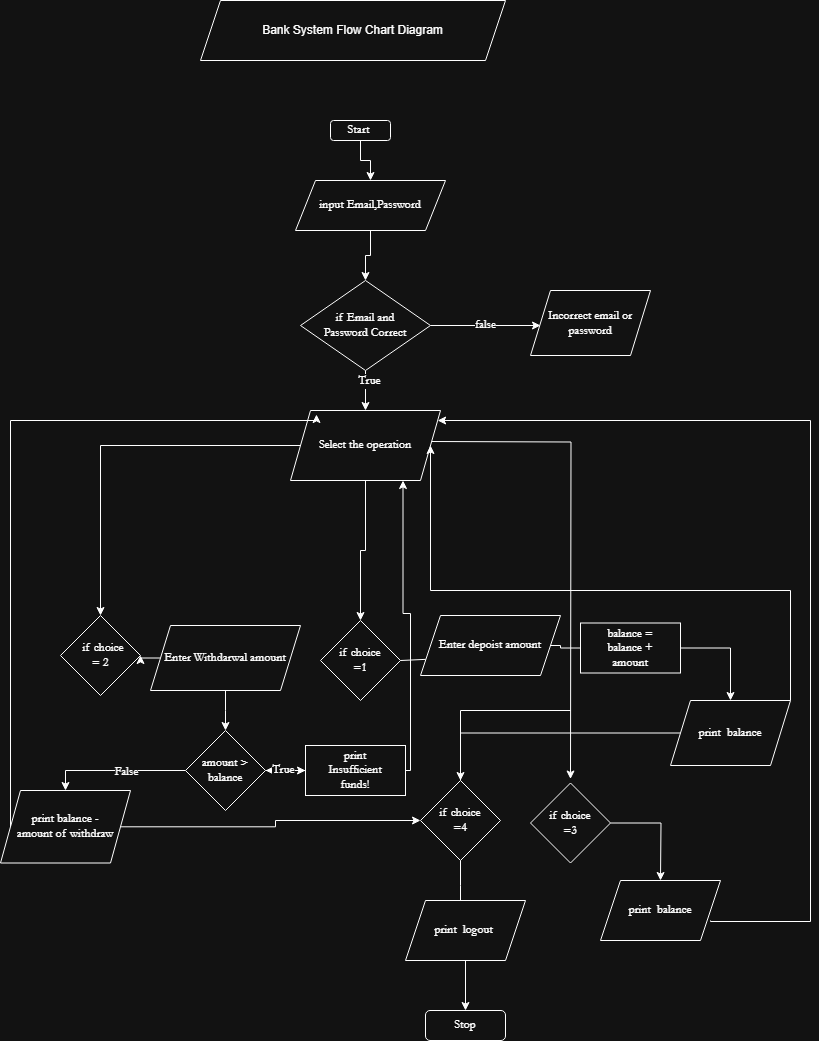 Bank System Flow Chart Diagram
Start
input Email,Password
if Email and
Password Correct
false
Incorrect email or
password
True
Select the operation
if choice
= 2
Enter Withdarwal amount
if choice
=1
Enter depoist amount
balance =
balance +
amount
print  balance
amount >
balance
True
print
Insufficient
funds!
False
print balance -
amount of withdraw
if choice
=4
if choice
=3
print  balance
print  logout
Stop